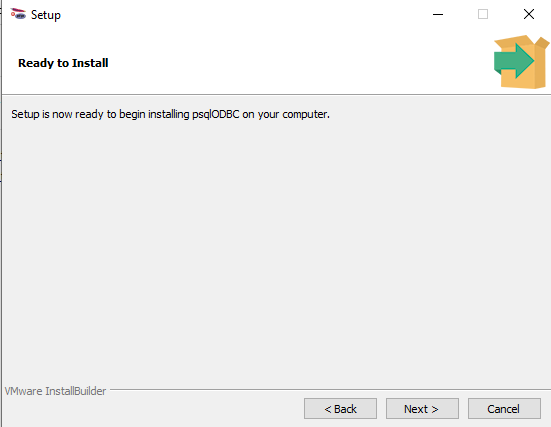 Setup
Ready to Install
Setup is now ready to begin installing psqlODBC on your computer.
VMware InstallBuilder
< Back
Next >
Cancel